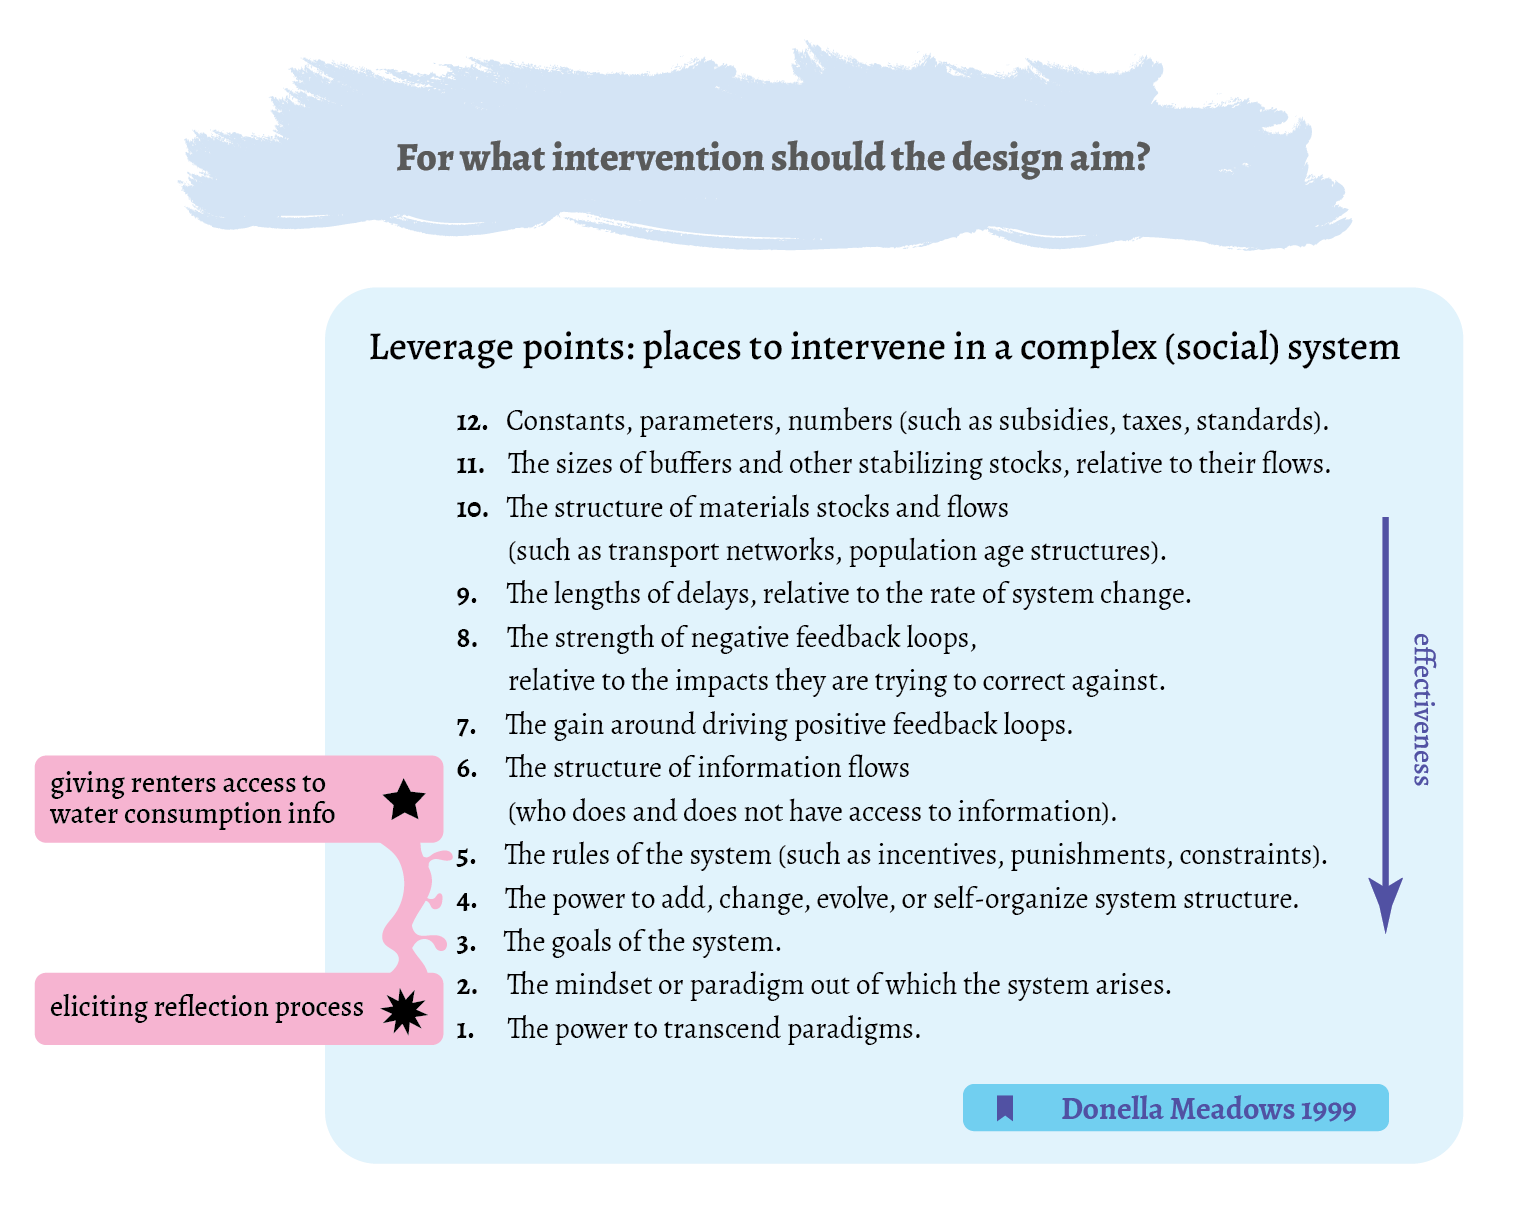 For what intervention should the design aim?
Leverage points: places to intervene in a complex (social) system
12. Constants, parameters, numbers (such as subsidies, taxes, standards).
11. The sizes of buffers and other stabilizing stocks, relative to their flows.
10. The structure of materials stocks and flows
(such as transport networks, population age structures).
9. The lengths of delays, relative to the rate of system change.
8. The strength of negative feedback loops,
relative to the impacts they are trying to correct against.
7. The gain around driving positive feedback loops.
6. The structure of information flows
(who does and does not have access to information).
5. The rules of the system (such as incentives, punishments, constraints).
4. The power to add, change, evolve, or self-organize system structure.
3. The goals of the system.
2. The mindset or paradigm out of which the system arises.
1. The power to transcend paradigms.
effectiveness
giving renters access to
water consumption info
eliciting reflection process
Donella Meadows 1999